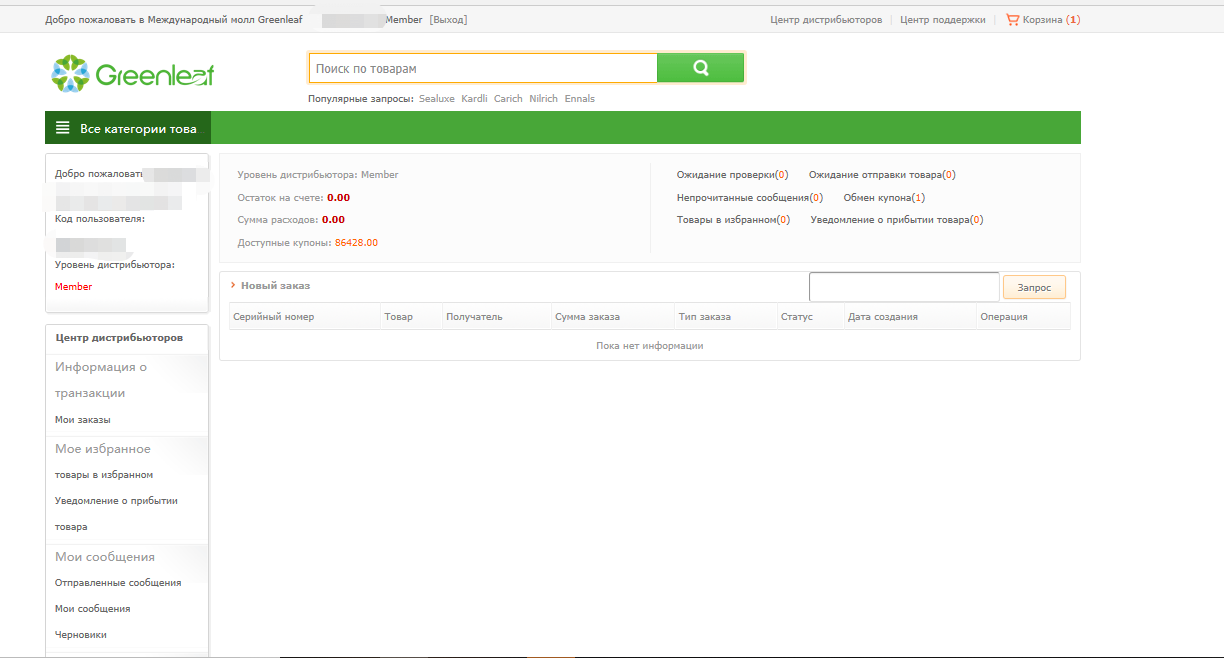 Добро пожаловать в Международный молл Greenleaf Member [Выход] Центр дистрибьюторов Центр поддержки Корзина (1)
Greenleaf
Поиск по товарам
Популярные запросы: Sealuxe Kardli Carich Nilrich Ennals
Все категории това
Добро пожаловать
Код пользователя:
Уровень дистрибьютора:
Member
Уровень дистрибьютора: Member
Остаток на счете: 0.00
Сумма расходов: 0.00
Доступные купоны: 86428.00
Ожидание проверки(0) Ожидание отправки товара(0)
Непрочитанные сообщения(0) Обмен купона(1)
Товары в избранном(0) Уведомление о прибытии товара(0)
Новый заказ Запрос
Серийный номер Товар Получатель Сумма заказа Тип заказа Статус Дата создания Операция
Пока нет информации
Центр дистрибьюторов
Информация о
транзакции
Мои заказы
Мое избранное
товары в избранном
Уведомление о прибытии
товара
Мои сообщения
Отправленные сообщения
Мои сообщения
Черновики